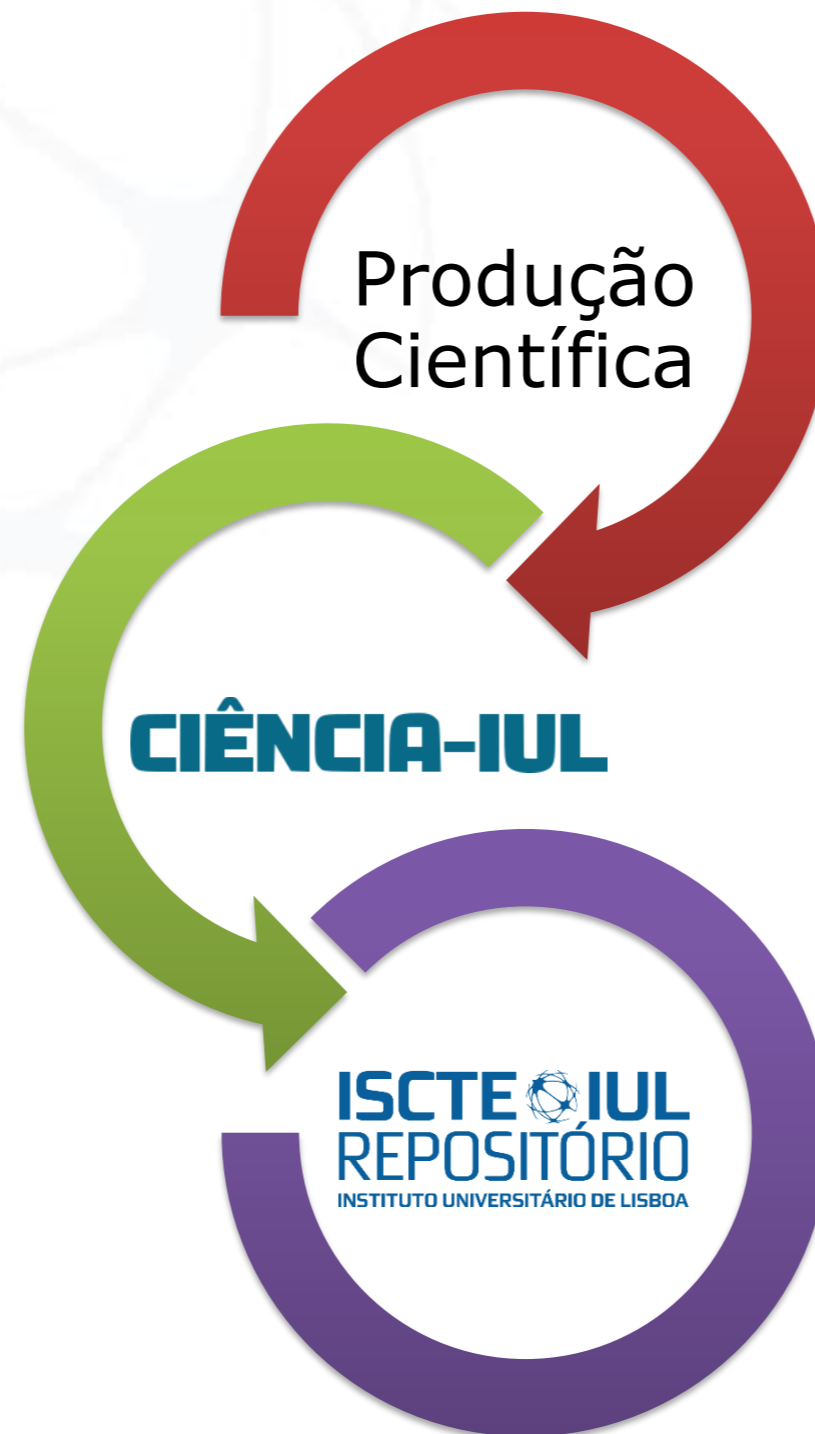 Produção
Científica
CIÊNCIA-IUL
ISCTE IUL
REPOSITÓRIO
INSTITUTO UNIVERSITÁRIO DE LISBOA